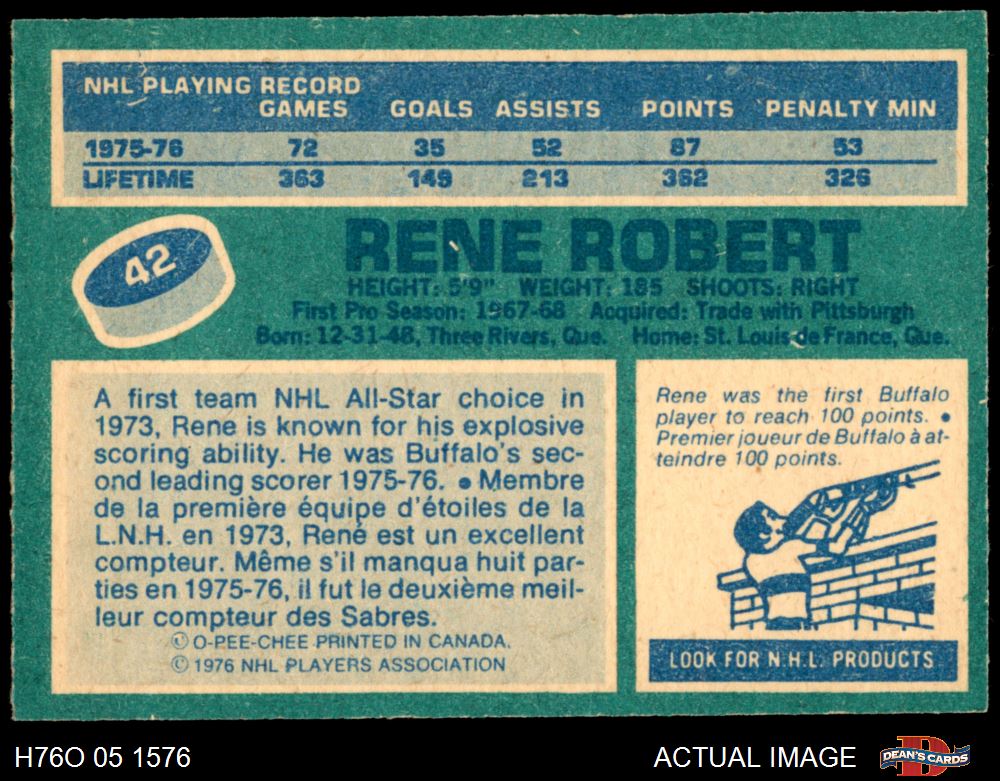 NHL PLAYING RECORD
GAMES GOALS ASSISTS POINTS PENALTY MIN
1975-76 72 35 52 87 53
LIFETIME 363 149 213 362 326
42
RENE ROBERT
HEIGHT: 5'9" WEIGHT: 185 SHOOTS: RIGHT
First Pro Season: 1967-68 Acquired: Trade with Pittsburgh
Born: 12-31-48, Three Rivers, Que. Home: St. Louis de France, Que.
A first team NHL All-Star choice in
1973, Rene is known for his explosive
scoring ability. He was Buffalo's sec-
ond leading scorer 1975-76. • Membre
de la première équipe d'étoiles de la
L.N.H. en 1973, René est un excellent
compteur. Même s'il manqua huit par-
ties en 1975-76, il fut le deuxième meil-
leur compteur des Sabres.
© O-PEE-CHEE PRINTED IN CANADA.
© 1976 NHL PLAYERS ASSOCIATION
Rene was the first Buffalo
player to reach 100 points. •
Premier joueur de Buffalo à at-
teindre 100 points.
LOOK FOR N.H.L. PRODUCTS
H76O 05 1576 ACTUAL IMAGE DEAN'S CARDS